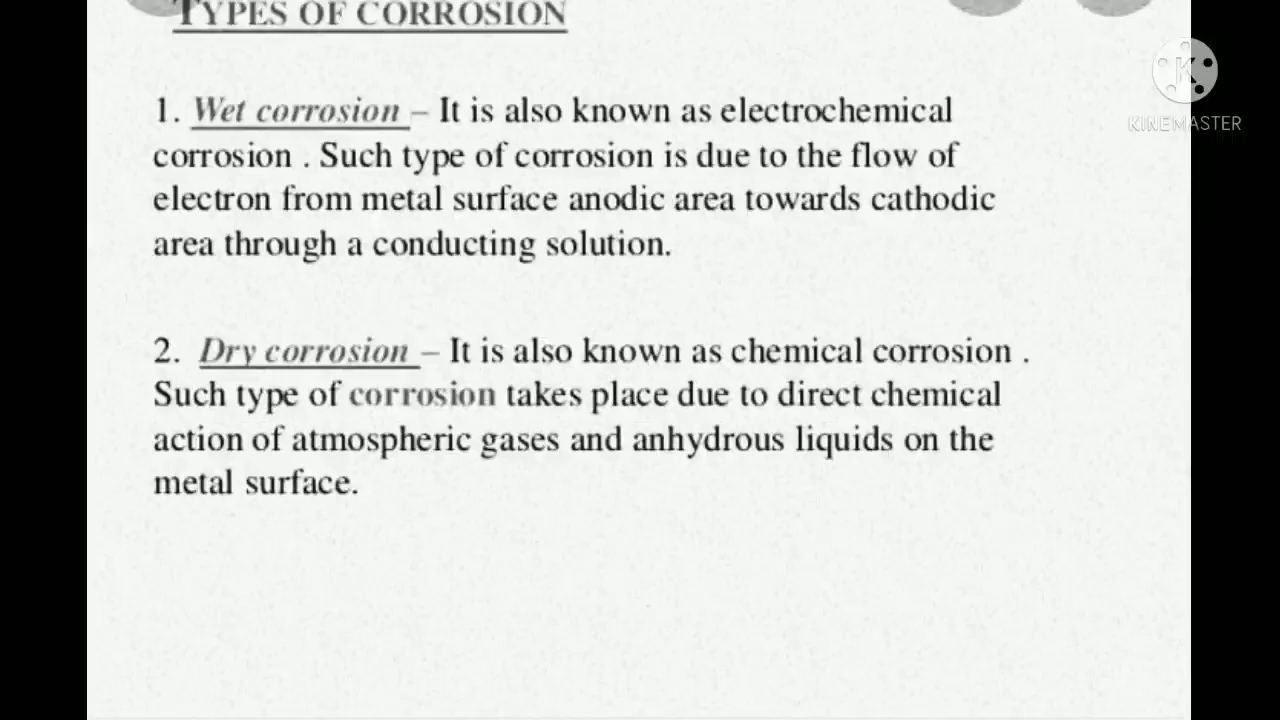 TYPES OF CORROSION
K
KINEMASTER
1. Wet corrosion – It is also known as electrochemical
corrosion . Such type of corrosion is due to the flow of
electron from metal surface anodic area towards cathodic
area through a conducting solution.
2. Dry corrosion – It is also known as chemical corrosion .
Such type of corrosion takes place due to direct chemical
action of atmospheric gases and anhydrous liquids on the
metal surface.